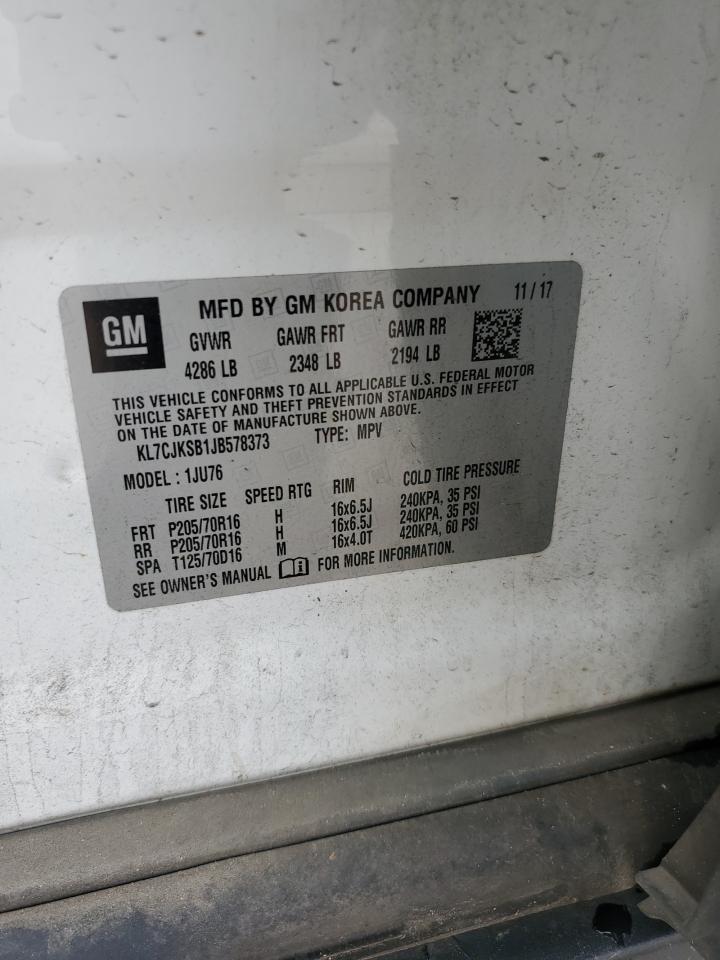 GM
MFD BY GM KOREA COMPANY 11 / 17
GVWR GAWR FRT GAWR RR
4286 LB 2348 LB 2194 LB
THIS VEHICLE CONFORMS TO ALL APPLICABLE U.S. FEDERAL MOTOR
VEHICLE SAFETY AND THEFT PREVENTION STANDARDS IN EFFECT
ON THE DATE OF MANUFACTURE SHOWN ABOVE.
KL7CJKSB1JB578373 TYPE: MPV
MODEL : 1JU76
TIRE SIZE SPEED RTG RIM COLD TIRE PRESSURE
FRT P205/70R16 H 16x6.5J 240KPA, 35 PSI
RR P205/70R16 H 16x6.5J 240KPA, 35 PSI
SPA T125/70D16 M 16x4.0T 420KPA, 60 PSI
SEE OWNER'S MANUAL i FOR MORE INFORMATION.